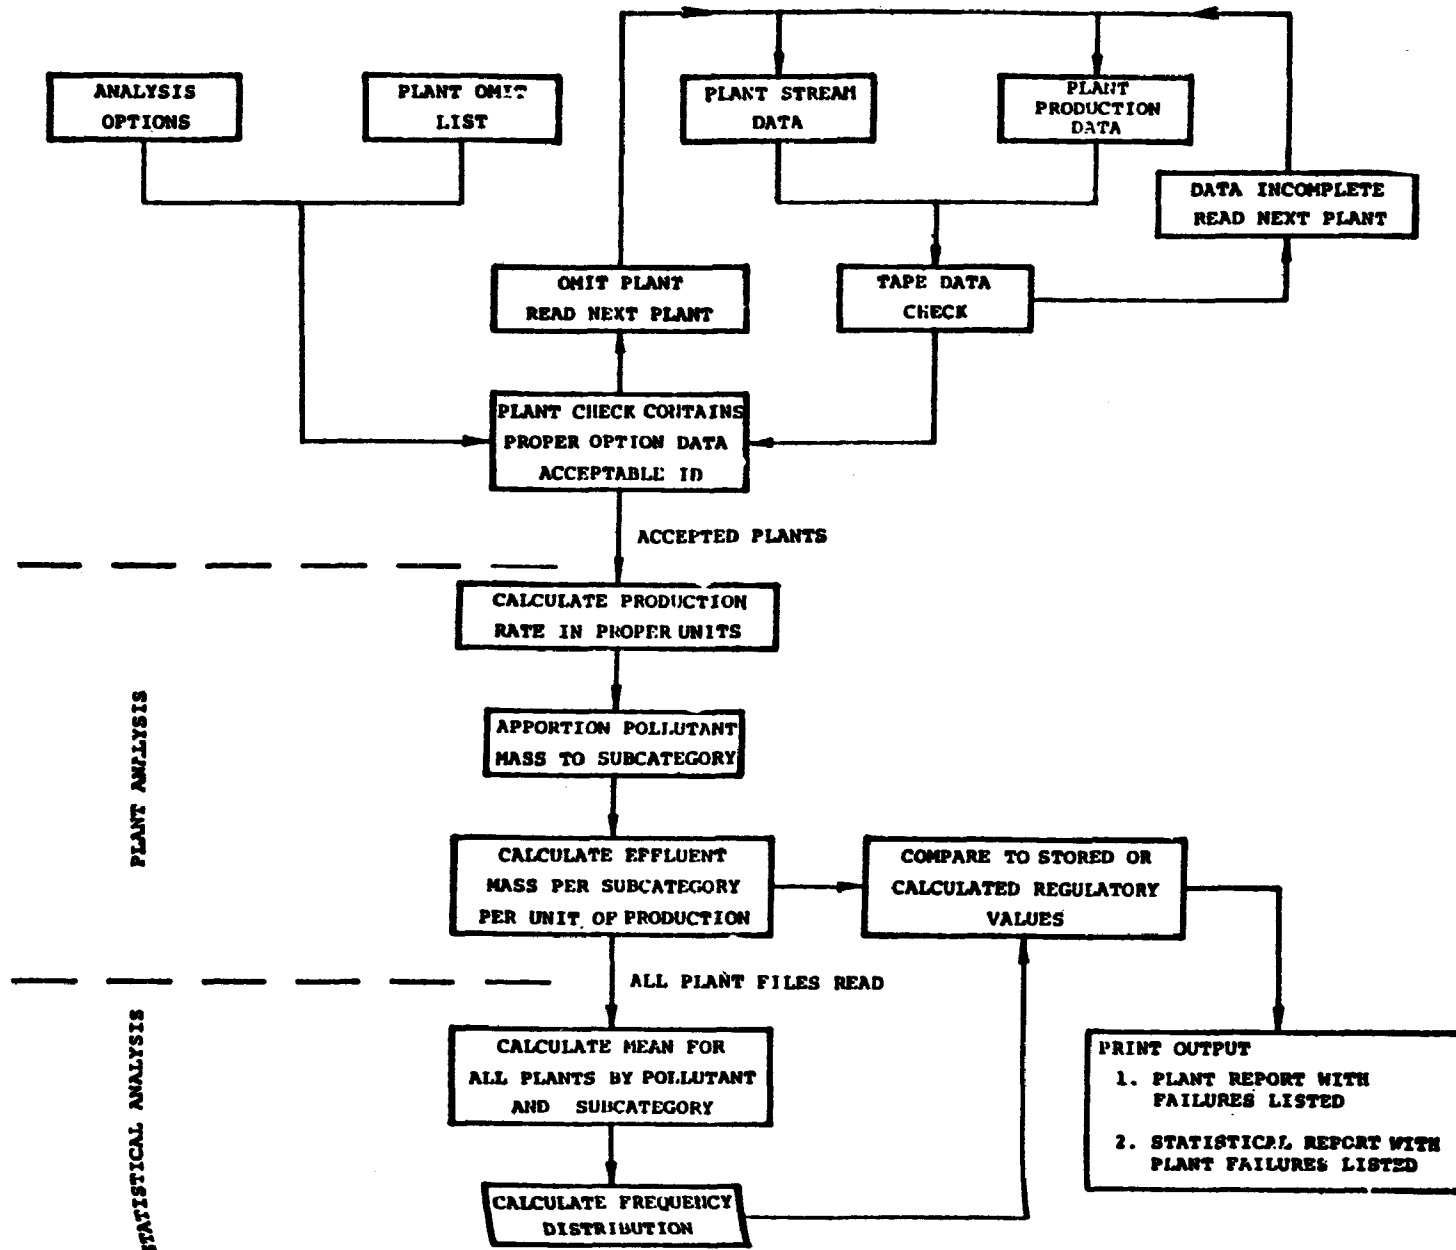 ANALYSIS
OPTIONS
PLANT OMIT
LIST
PLANT STREAM
DATA
PLANT
PRODUCTION
DATA
DATA INCOMPLETE
READ NEXT PLANT
OMIT PLANT
READ NEXT PLANT
TAPE DATA
CHECK
PLANT CHECK CONTAINS
PROPER OPTION DATA
ACCEPTABLE ID
ACCEPTED PLANTS
CALCULATE PRODUCTION
RATE IN PROPER UNITS
PLANT ANALYSIS
APPORTION POLLUTANT
MASS TO SUBCATEGORY
CALCULATE EFFLUENT
MASS PER SUBCATEGORY
PER UNIT OF PRODUCTION
COMPARE TO STORED OR
CALCULATED REGULATORY
VALUES
ALL PLANT FILES READ
STATISTICAL ANALYSIS
CALCULATE MEAN FOR
ALL PLANTS BY POLLUTANT
AND SUBCATEGORY
PRINT OUTPUT
1. PLANT REPORT WITH
FAILURES LISTED
2. STATISTICAL REPORT WITH
PLANT FAILURES LISTED
CALCULATE FREQUENCY
DISTRIBUTION